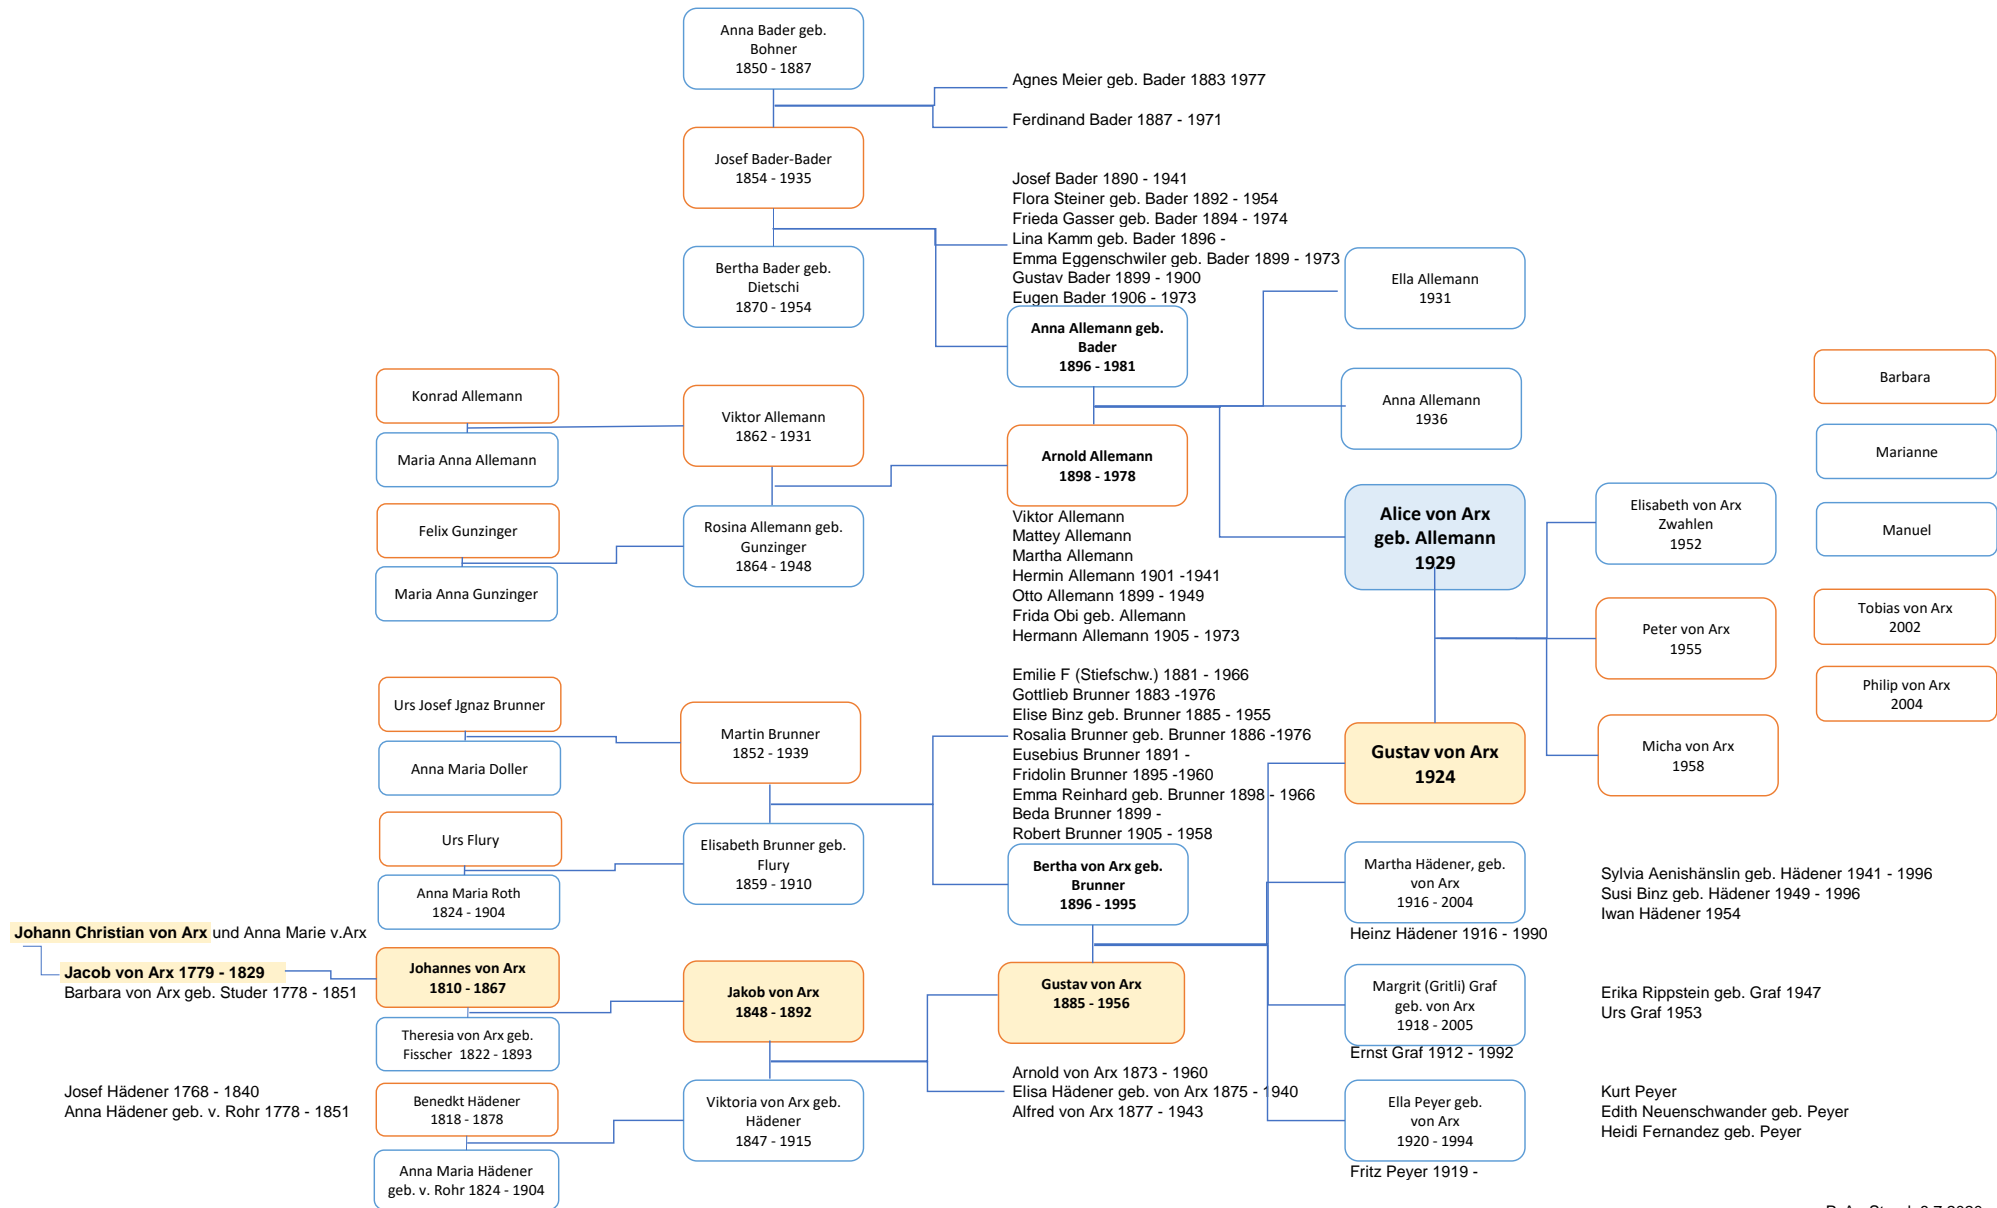 Anna Bader geb.
Bohner
1850 - 1887
Agnes Meier geb. Bader 1883 1977
Ferdinand Bader 1887 - 1971
Josef Bader-Bader
1854 - 1935
Josef Bader 1890 - 1941
Flora Steiner geb. Bader 1892 - 1954
Frieda Gasser geb. Bader 1894 - 1974
Lina Kamm geb. Bader 1896 -
Emma Eggenschwiler geb. Bader 1899 - 1973
Gustav Bader 1899 - 1900
Eugen Bader 1906 - 1973
Bertha Bader geb.
Dietschi
1870 - 1954
Ella Allemann
1931
Anna Allemann geb.
Bader
1896 - 1981
Konrad Allemann
Maria Anna Allemann
Viktor Allemann
1862 - 1931
Anna Allemann
1936
Barbara
Marianne
Manuel
Arnold Allemann
1898 - 1978
Felix Gunzinger
Maria Anna Gunzinger
Rosina Allemann geb.
Gunzinger
1864 - 1948
Viktor Allemann
Mattey Allemann
Martha Allemann
Hermin Allemann 1901 -1941
Otto Allemann 1899 - 1949
Frida Obi geb. Allemann
Hermann Allemann 1905 - 1973
Alice von Arx
geb. Allemann
1929
Elisabeth von Arx
Zwahlen
1952
Peter von Arx
1955
Tobias von Arx
2002
Philip von Arx
2004
Micha von Arx
1958
Gustav von Arx
1924
Urs Josef Jgnaz Brunner
Anna Maria Doller
Martin Brunner
1852 - 1939
Emilie F (Stiefschw.) 1881 - 1966
Gottlieb Brunner 1883 -1976
Elise Binz geb. Brunner 1885 - 1955
Rosalia Brunner geb. Brunner 1886 -1976
Eusebius Brunner 1891 -
Fridolin Brunner 1895 -1960
Emma Reinhard geb. Brunner 1898 - 1966
Beda Brunner 1899 -
Robert Brunner 1905 - 1958
Urs Flury
Anna Maria Roth
1824 - 1904
Elisabeth Brunner geb.
Flury
1859 - 1910
Bertha von Arx geb.
Brunner
1896 - 1995
Martha Hädener, geb.
von Arx
1916 - 2004
Heinz Hädener 1916 - 1990
Sylvia Aenishänslin geb. Hädener 1941 - 1996
Susi Binz geb. Hädener 1949 - 1996
Iwan Hädener 1954
Johann Christian von Arx und Anna Marie v.Arx
Jacob von Arx 1779 - 1829
Barbara von Arx geb. Studer 1778 - 1851
Johannes von Arx
1810 - 1867
Theresia von Arx geb.
Fisscher 1822 - 1893
Jakob von Arx
1848 - 1892
Gustav von Arx
1885 - 1956
Margrit (Gritli) Graf
geb. von Arx
1918 - 2005
Ernst Graf 1912 - 1992
Erika Rippstein geb. Graf 1947
Urs Graf 1953
Josef Hädener 1768 - 1840
Anna Hädener geb. v. Rohr 1778 - 1851
Benedkt Hädener
1818 - 1878
Anna Maria Hädener
geb. v. Rohr 1824 - 1904
Viktoria von Arx geb.
Hädener
1847 - 1915
Arnold von Arx 1873 - 1960
Elisa Hädener geb. von Arx 1875 - 1940
Alfred von Arx 1877 - 1943
Ella Peyer geb.
von Arx
1920 - 1994
Fritz Peyer 1919 -
Kurt Peyer
Edith Neuenschwander geb. Peyer
Heidi Fernandez geb. Peyer